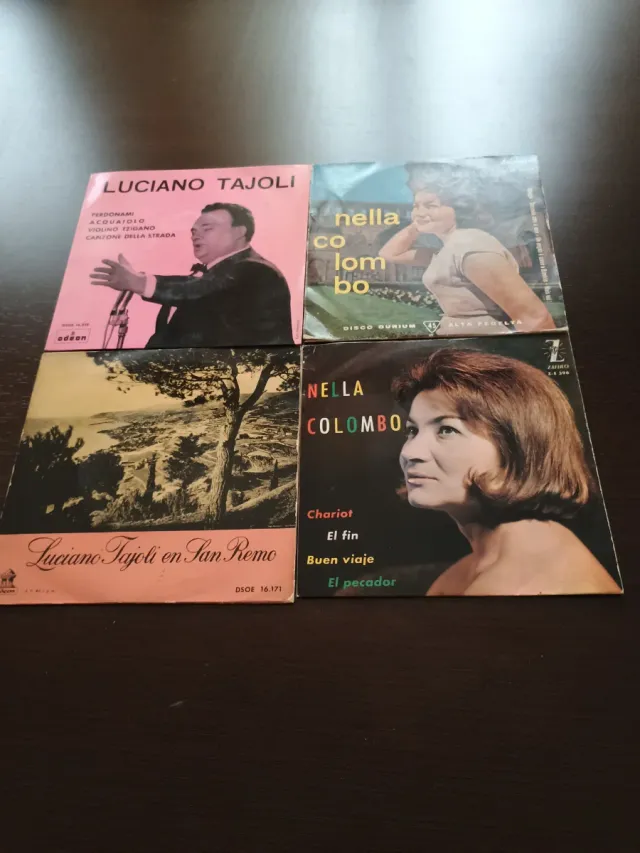 LUCIANO TAJOLI
PERDONAMI
ACQUAIOLO
VIOLINO TZIGANO
CANZONE DELLA STRADA
odeon
nella
co
lom
bo
DISCO DURIUM 45 ALTA FEDELTA
Luciano Tajoli en San Remo
DSOE 16.171
ZAFIRO
NELLA
COLOMBO
Chariot
El fin
Buen viaje
El pecador